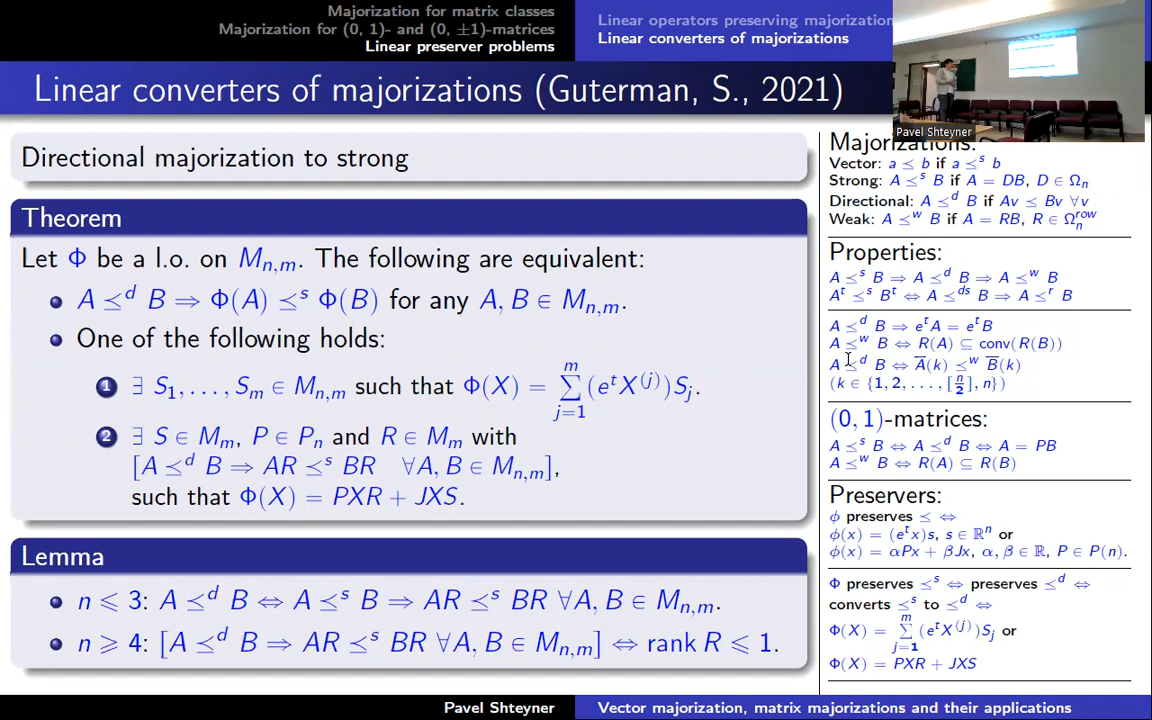 Majorization for matrix classes
Majorization for (0, 1)- and (0, ±1)-matrices
Linear preserver problems
Linear operators preserving majorization
Linear converters of majorizations
Linear converters of majorizations (Guterman, S., 2021)
Directional majorization to strong
Theorem
Let Φ be a l.o. on M_{n,m}. The following are equivalent:
• A ≤^d B ⇒ Φ(A) ⪯^s Φ(B) for any A, B ∈ M_{n,m}.
• One of the following holds:
1 ∃ S_1, . . . , S_m ∈ M_{n,m} such that Φ(X) = ∑_{j=1}^{m} (e^t X^{(j)})S_j.
2 ∃ S ∈ M_m, P ∈ P_n and R ∈ M_m with
[A ≤^d B ⇒ AR ⪯^s BR ∀A, B ∈ M_{n,m}],
such that Φ(X) = PXR + JXS.
Lemma
• n ⩽ 3: A ≤^d B ⇔ A ⪯^s B ⇒ AR ⪯^s BR ∀A, B ∈ M_{n,m}.
• n ⩾ 4: [A ≤^d B ⇒ AR ⪯^s BR ∀A, B ∈ M_{n,m}] ⇔ rank R ⩽ 1.
Pavel Shteyner
Majorizations:
Vector: a ⪯ b if a ⪯^s b
Strong: A ⪯^s B if A = DB, D ∈ Ω_n
Directional: A ≤^d B if Av ⪯ Bv ∀v
Weak: A ⪯^w B if A = RB, R ∈ Ω_n^{row}
Properties:
A ⪯^s B ⇒ A ≤^d B ⇒ A ⪯^w B
A^t ⪯^s B^t ⇔ A ≤^{ds} B ⇒ A ≤^r B
A ≤^d B ⇒ e^t A = e^t B
A ⪯^w B ⇔ R(A) ⊆ conv(R(B))
A ≤^d B ⇔ A̅(k) ⪯^w B̅(k)
(k ∈ {1, 2, . . . , [n/2], n})
(0, 1)-matrices:
A ⪯^s B ⇔ A ≤^d B ⇔ A = PB
A ⪯^w B ⇔ R(A) ⊆ R(B)
Preservers:
ϕ preserves ⪯ ⇔
ϕ(x) = (e^t x)s, s ∈ ℝ^n or
ϕ(x) = αPx + βJx, α, β ∈ ℝ, P ∈ P(n).
Φ preserves ⪯^s ⇔ preserves ≤^d ⇔
converts ⪯^s to ≤^d ⇔
Φ(X) = ∑_{j=1}^{m} (e^t X^{(j)})S_j or
Φ(X) = PXR + JXS
Pavel Shteyner
Vector majorization, matrix majorizations and their applications